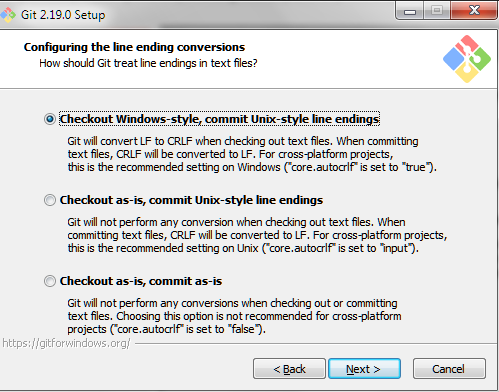 Git 2.19.0 Setup
Configuring the line ending conversions
How should Git treat line endings in text files?
Checkout Windows-style, commit Unix-style line endings
Git will convert LF to CRLF when checking out text files. When committing
text files, CRLF will be converted to LF. For cross-platform projects,
this is the recommended setting on Windows ("core.autocrlf" is set to "true").
Checkout as-is, commit Unix-style line endings
Git will not perform any conversion when checking out text files. When
committing text files, CRLF will be converted to LF. For cross-platform projects,
this is the recommended setting on Unix ("core.autocrlf" is set to "input").
Checkout as-is, commit as-is
Git will not perform any conversions when checking out or committing
text files. Choosing this option is not recommended for cross-platform
projects ("core.autocrlf" is set to "false").
https://gitforwindows.org/
< Back Next > Cancel